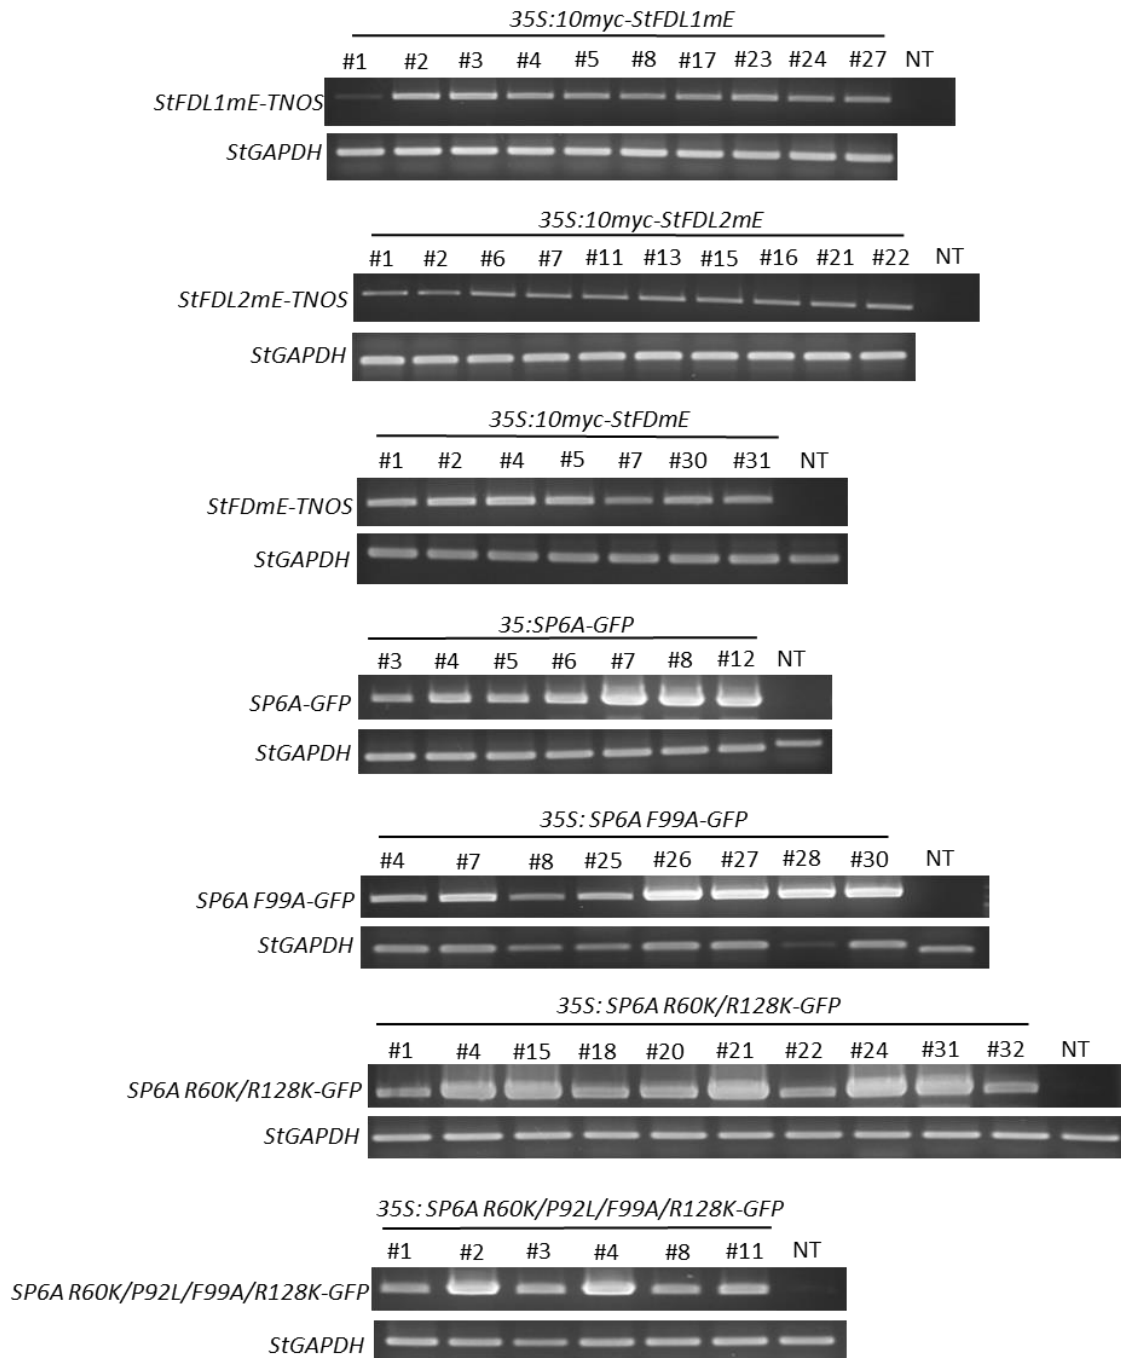 35S:10myc-StFDL1mE
#1 #2 #3 #4 #5 #8 #17 #23 #24 #27 NT
StFDL1mE-TNOS
StGAPDH
35S:10myc-StFDL2mE
#1 #2 #6 #7 #11 #13 #15 #16 #21 #22 NT
StFDL2mE-TNOS
StGAPDH
35S:10myc-StFDmE
#1 #2 #4 #5 #7 #30 #31 NT
StFDmE-TNOS
StGAPDH
35:SP6A-GFP
#3 #4 #5 #6 #7 #8 #12 NT
SP6A-GFP
StGAPDH
35S: SP6A F99A-GFP
#4 #7 #8 #25 #26 #27 #28 #30 NT
SP6A F99A-GFP
StGAPDH
35S: SP6A R60K/R128K-GFP
#1 #4 #15 #18 #20 #21 #22 #24 #31 #32 NT
SP6A R60K/R128K-GFP
StGAPDH
35S: SP6A R60K/P92L/F99A/R128K-GFP
#1 #2 #3 #4 #8 #11 NT
SP6A R60K/P92L/F99A/R128K-GFP
StGAPDH